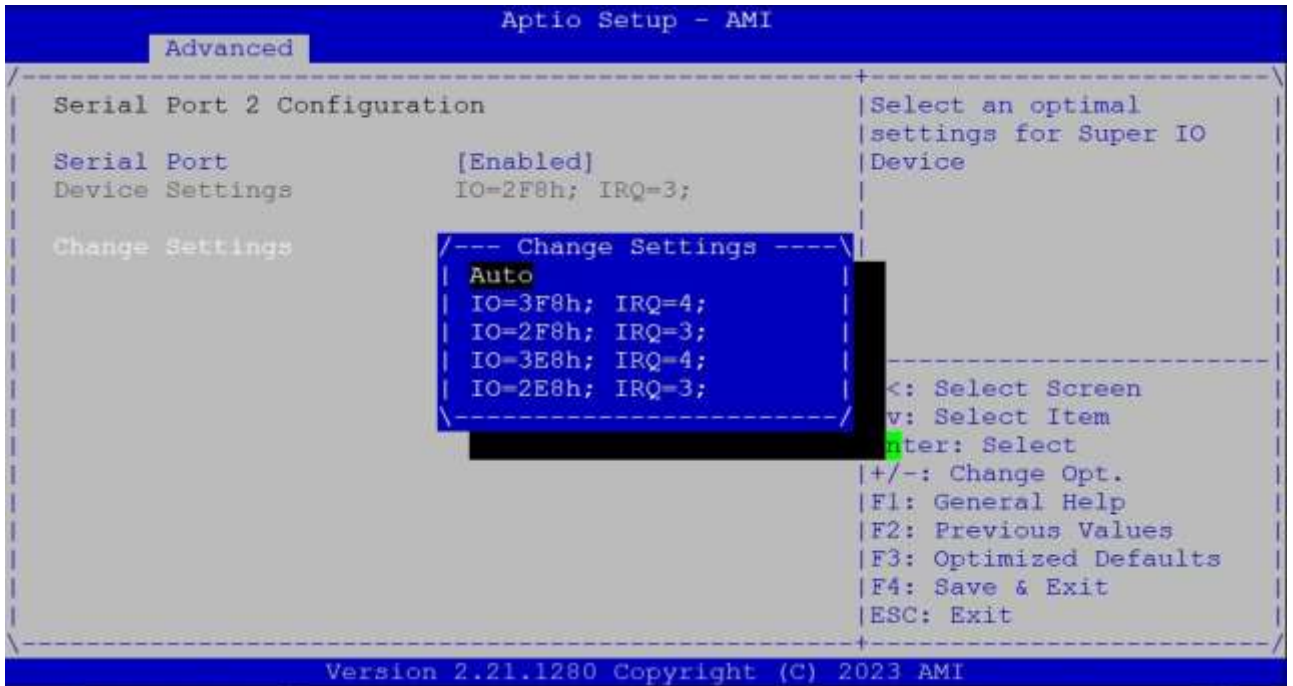 Aptio Setup - AMI
Advanced
Serial Port 2 Configuration
Serial Port [Enabled]
Device Settings IO=2F8h; IRQ=3;
Change Settings
Change Settings
Auto
IO=3F8h; IRQ=4;
IO=2F8h; IRQ=3;
IO=3E8h; IRQ=4;
IO=2E8h; IRQ=3;
Select an optimal
settings for Super IO
Device
<: Select Screen
v: Select Item
nter: Select
+/-: Change Opt.
F1: General Help
F2: Previous Values
F3: Optimized Defaults
F4: Save & Exit
ESC: Exit
Version 2.21.1280 Copyright (C) 2023 AMI